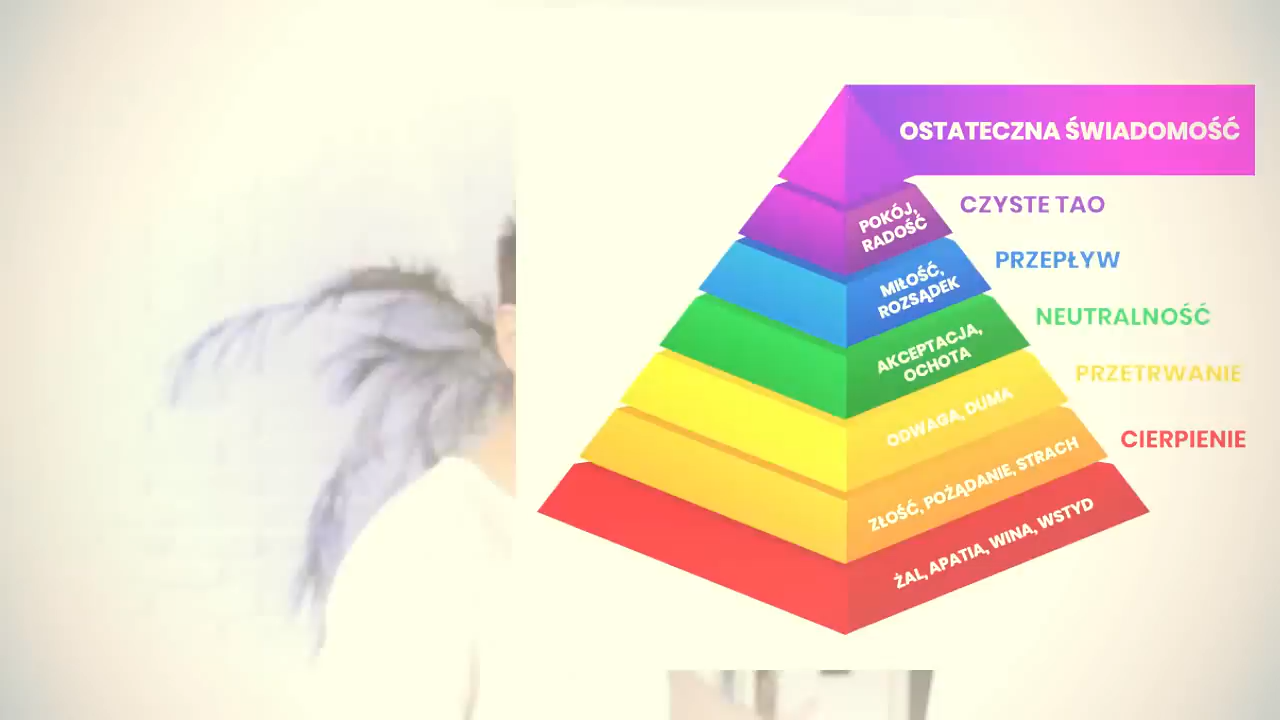 OSTATECZNA ŚWIADOMOŚĆ
CZYSTE TAO
POKÓJ,
RADOŚĆ
PRZEPŁYW
MIŁOŚĆ,
ROZSĄDEK
NEUTRALNOŚĆ
AKCEPTACJA,
OCHOTA
PRZETRWANIE
ODWAGA, DUMA
CIERPIENIE
ZŁOŚĆ, POŻĄDANIE, STRACH
ŻAL, APATIA, WINA, WSTYD